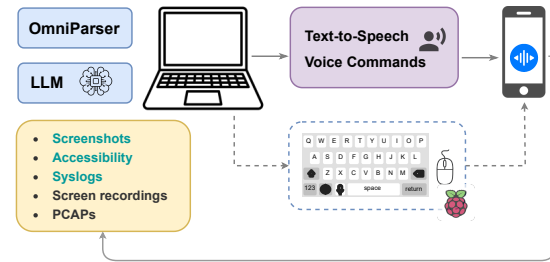 OmniParser
LLM
Text-to-Speech
Voice Commands
Screenshots
Accessibility
Syslogs
Screen recordings
PCAPs
Q W E R T Y U I O P
A S D F G H J K L
Z X C V B N M
123 space return